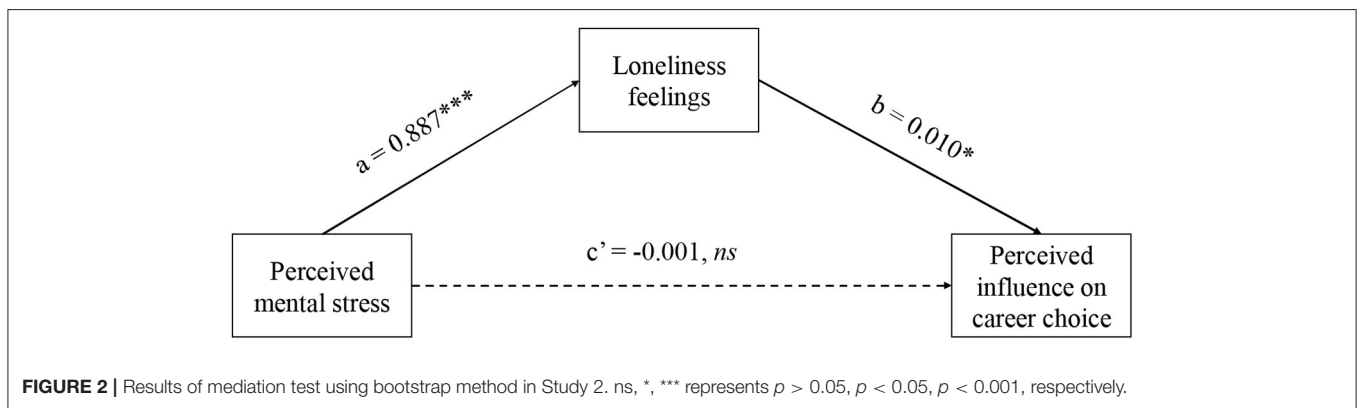 Loneliness
feelings
a = 0.887***
b = 0.010*
c’ = -0.001, ns
Perceived
mental stress
Perceived
influence on
career choice
FIGURE 2 | Results of mediation test using bootstrap method in Study 2. ns, *, *** represents p > 0.05, p < 0.05, p < 0.001, respectively.